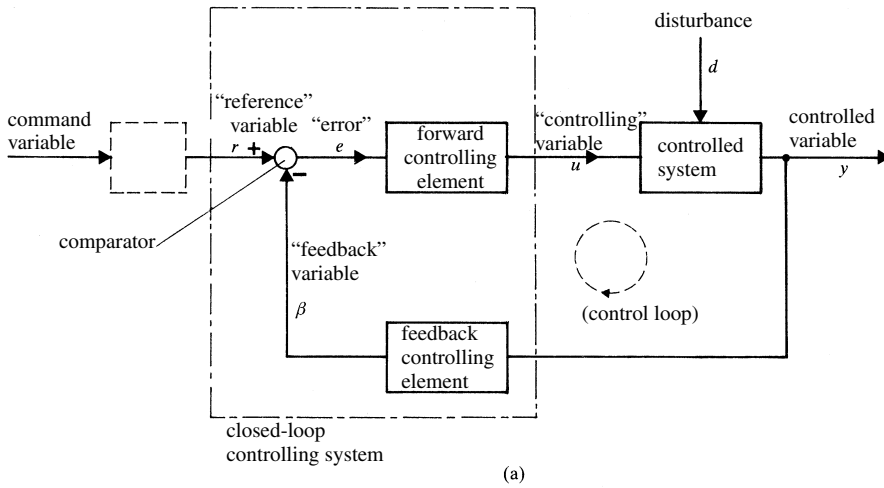 disturbance
d
command
variable
“reference”
variable
r
+
−
“error”
e
forward
controlling
element
“controlling”
variable
u
controlled
system
controlled
variable
y
comparator
“feedback”
variable
β
(control loop)
feedback
controlling
element
closed-loop
controlling system
(a)